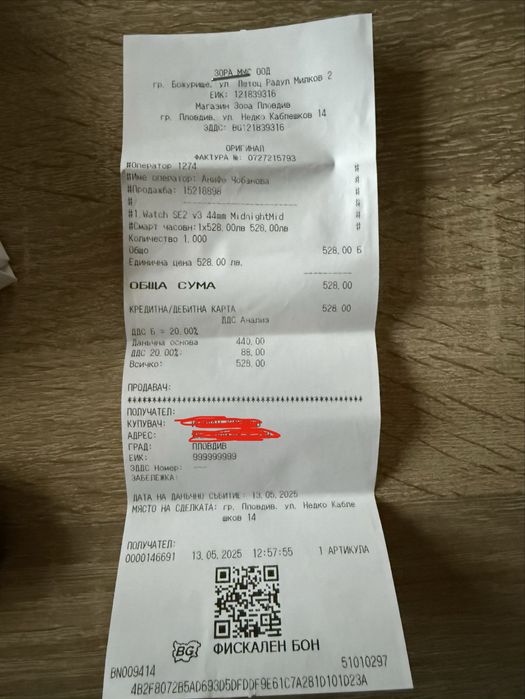 ЗОРА МУС ООД
гр. Божурище, ул. Летец Радул Милков 2
ЕИК: 121839316
Магазин Зора Пловдив
гр. Пловдив, ул. Недко Каблешков 14
ЗДДС: BG121839316
ОРИГИНАЛ
ФАКТУРА №: 0727215793
#Оператор 1274 #
#Име оператор: Чобанова #
#Продажба: 15218898 #
#/ ------------------------ #
#1.Watch SE2 v3 44mm MidnightMid #
#Смарт часовн:1x528.00лв 528.00лв #
Количество 1.000
Общо 528.00 Б
Единична цена 528.00 лв.
ОБЩА СУМА 528.00
КРЕДИТНА/ДЕБИТНА КАРТА 528.00
ДДС Анализ
ДДС Б = 20.00%
Данъчна основа 440.00
ДДС 20.00%: 88.00
Всичко: 528.00
ПРОДАВАЧ:
************************************************
ПОЛУЧАТЕЛ:
КУПУВАЧ:
АДРЕС:
ГРАД: ПЛОВДИВ
ЕИК: 999999999
ЗДДС Номер: ---
ЗАБЕЛЕЖКА:
ДАТА НА ДАНЪЧНО СЪБИТИЕ: 13.05.2025
МЯСТО НА СДЕЛКАТА: гр. Пловдив, ул. Недко Кабле
шков 14
ПОЛУЧАТЕЛ:
0000146691 13.05.2025 12:57:55 1 АРТИКУЛА
BG ФИСКАЛЕН БОН
BN009414 51010297
4B2F8072B5AD693D5DFDDF9E61C7A281D101D23A